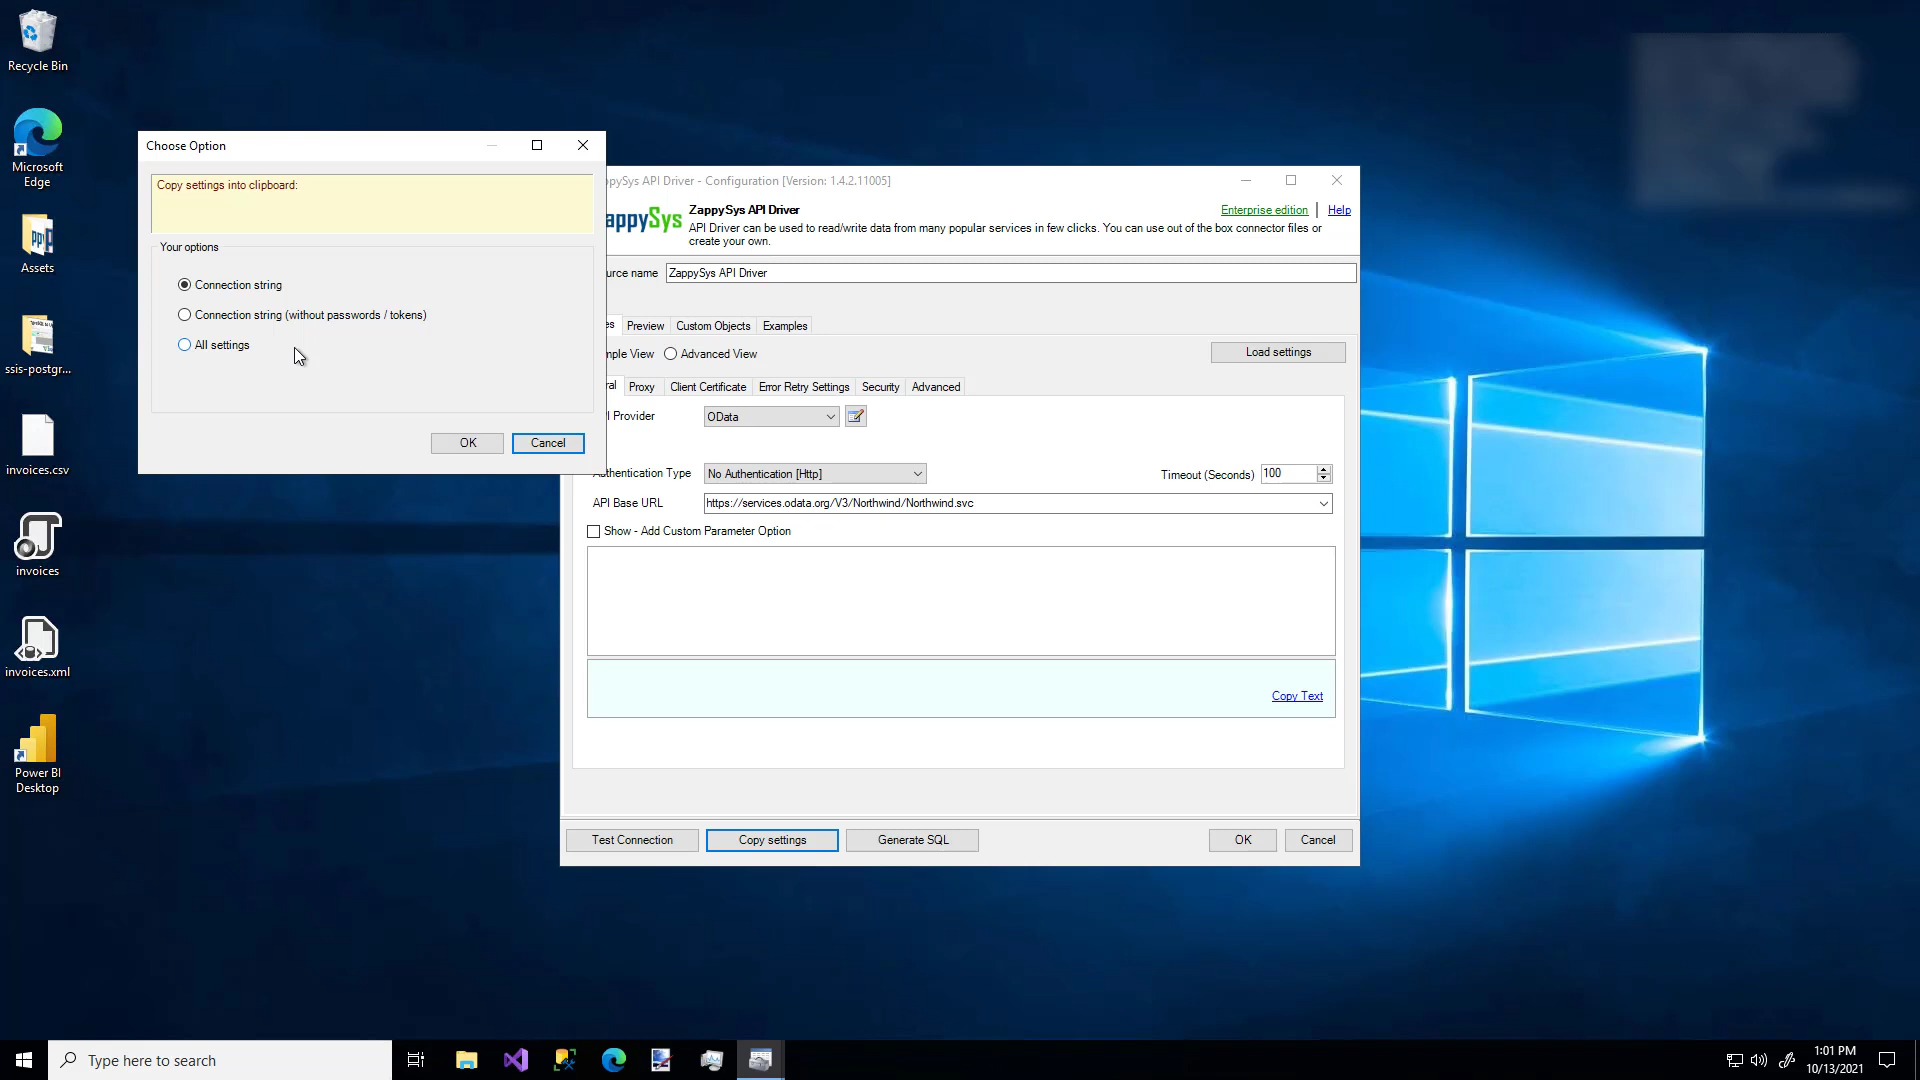 Recycle Bin
Microsoft
Edge
Assets
ssis-postgr...
invoices.csv
invoices
invoices.xml
Power BI
Desktop
Choose Option
Copy settings into clipboard:
Your options
Connection string
Connection string (without passwords / tokens)
All settings
OK
Cancel
ppySys API Driver - Configuration [Version: 1.4.2.11005]
appySys
ZappySys API Driver
Enterprise edition
Help
API Driver can be used to read/write data from many popular services in few clicks. You can use out of the box connector files or
create your own.
urce name
ZappySys API Driver
es
Preview
Custom Objects
Examples
mple View
Advanced View
Load settings
ral
Proxy
Client Certificate
Error Retry Settings
Security
Advanced
I Provider
OData
Authentication Type
No Authentication [Http]
Timeout (Seconds)
100
API Base URL
https://services.odata.org/V3/Northwind/Northwind.svc
Show - Add Custom Parameter Option
Copy Text
Test Connection
Copy settings
Generate SQL
OK
Cancel
Type here to search
1:01 PM
10/13/2021